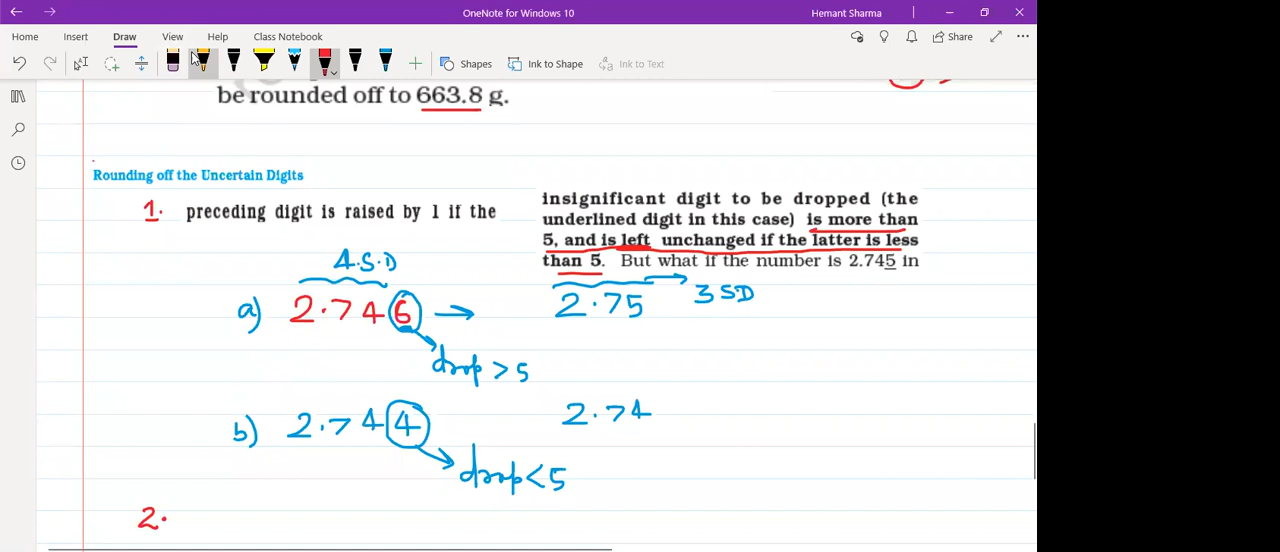 OneNote for Windows 10
Hemant Sharma
Home Insert Draw View Help Class Notebook
Share
Shapes Ink to Shape Ink to Text
be rounded off to 663.8 g.
Rounding off the Uncertain Digits
1. preceding digit is raised by 1 if the
insignificant digit to be dropped (the
underlined digit in this case) is more than
5, and is left unchanged if the latter is less
than 5. But what if the number is 2.745 in
4.S.D
a) 2.746 → 2.75 → 3 SD
drop > 5
b) 2.744 2.74
drop < 5
2.